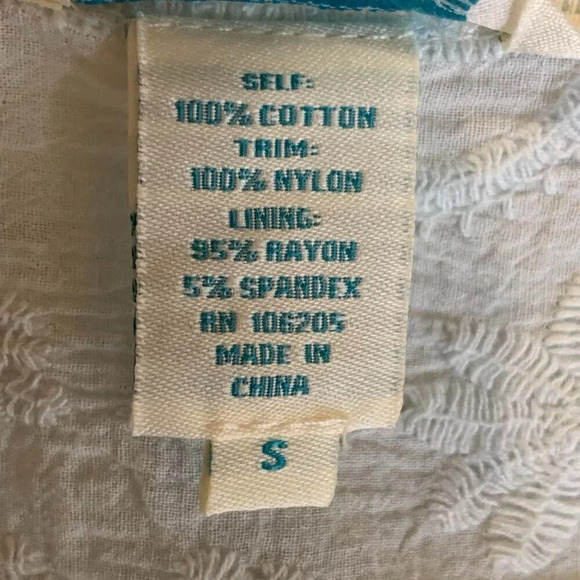 SELF:
100% COTTON
TRIM:
100% NYLON
LINING:
95% RAYON
5% SPANDEX
RN 106205
MADE IN
CHINA
S